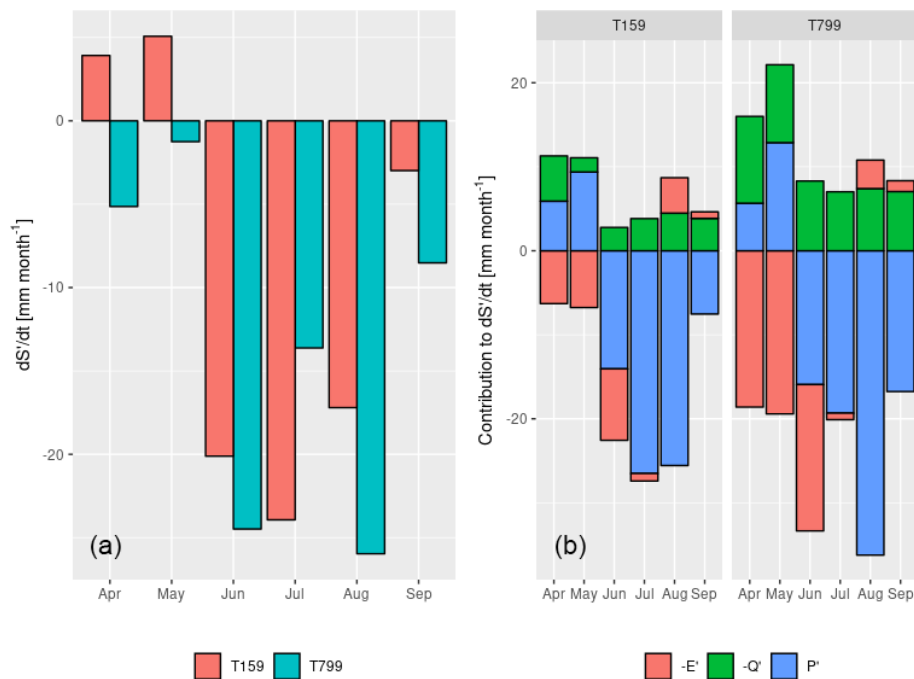 T159 T799
0
-10
-20
dS'/dt [mm month⁻¹]
(a)
Apr May Jun Jul Aug Sep
T159 T799
20
0
-20
Contribution to dS'/dt [mm month⁻¹]
(b)
Apr May Jun Jul Aug Sep Apr May Jun Jul Aug Sep
-E' -Q' P'